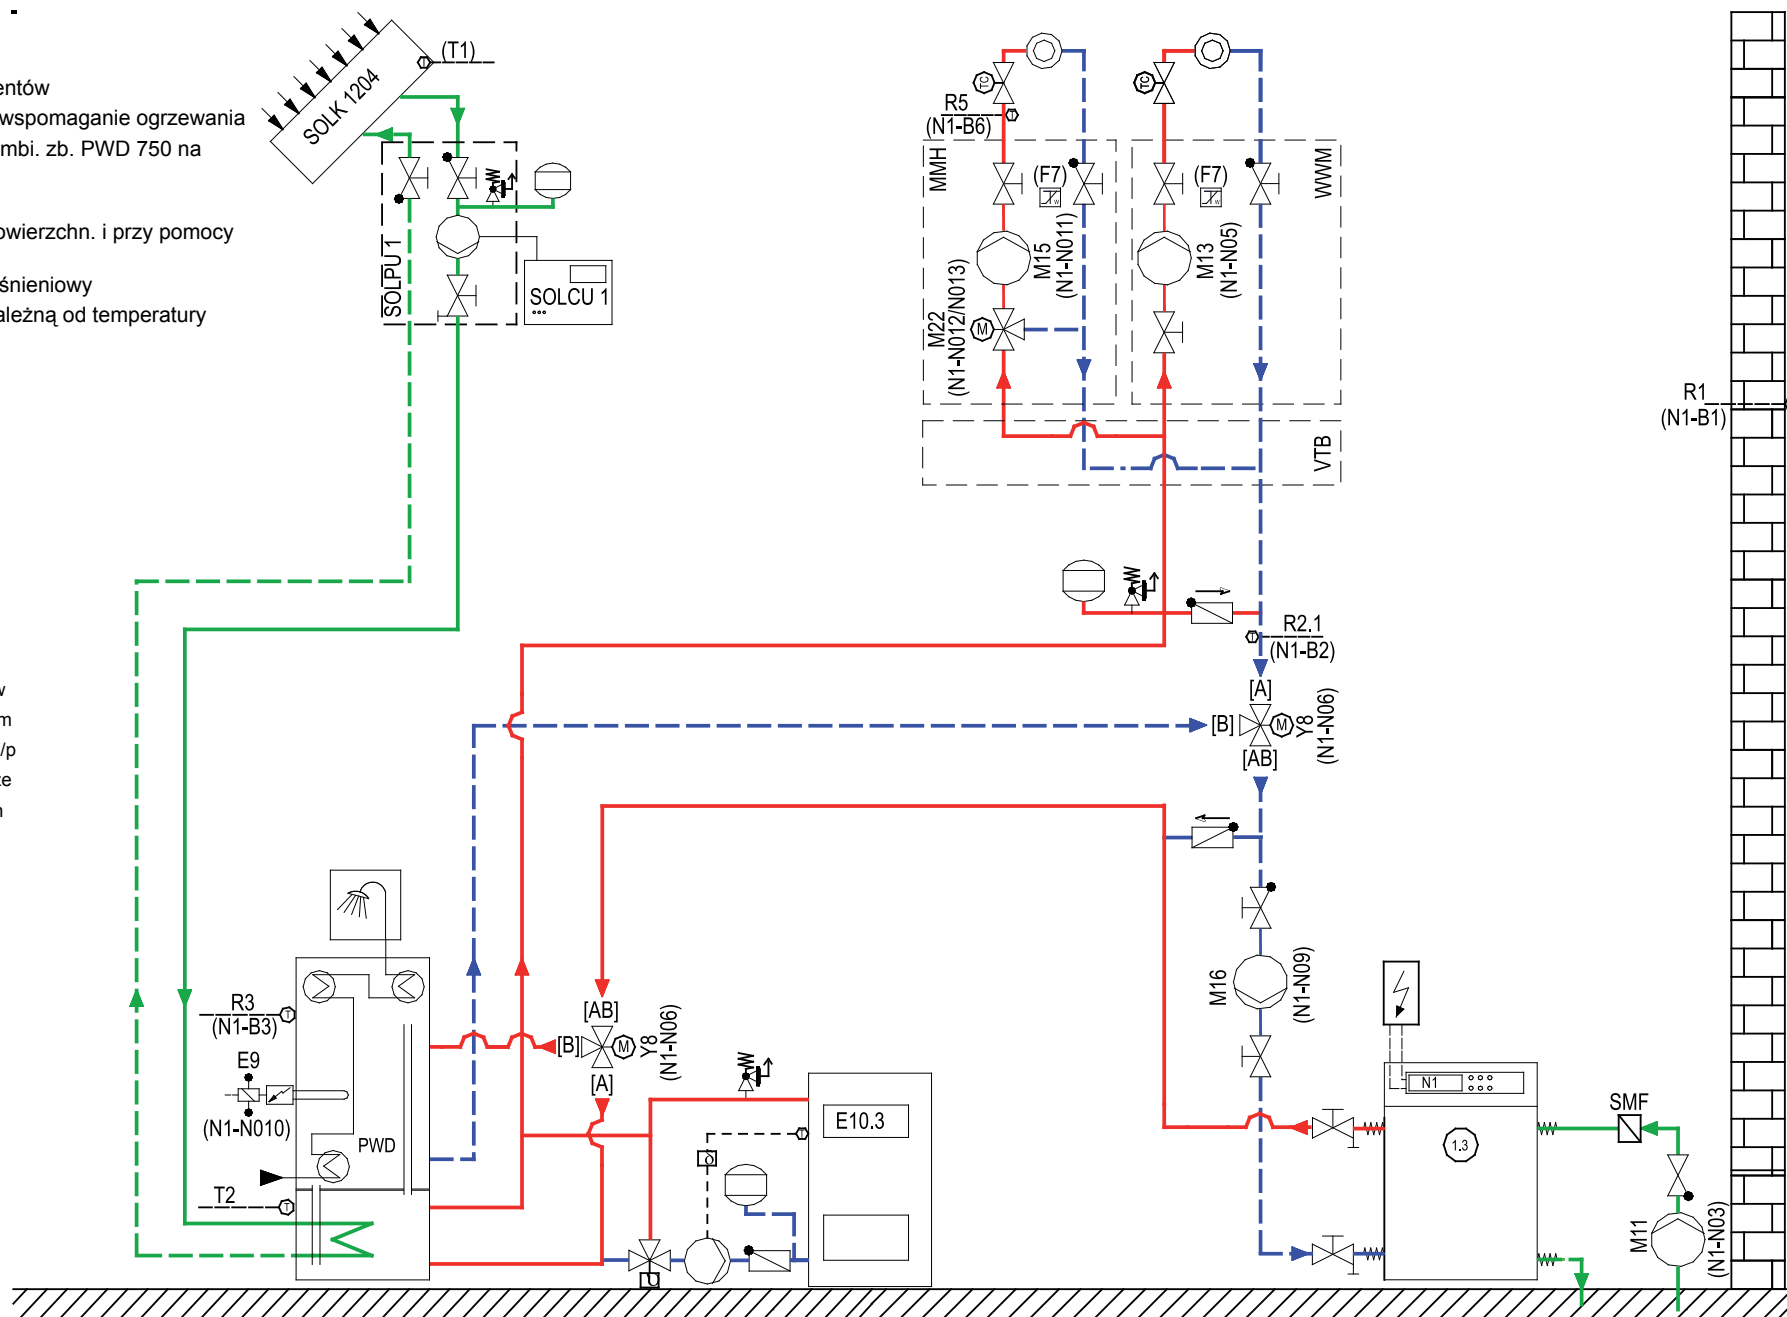 -
entów
wspomaganie ogrzewania
mbi. zb. PWD 750 na
owierzchn. i przy pomocy
śnieniowy
ależną od temperatury
w
m
/p
n
(T1)
SOLK 1204
SOLPU 1
SOLCU 1
R5
(N1-B6)
TC
TC
MMH
(F7)
M15
(N1-N011)
M22
(N1-N012/N013)
M
WWM
(F7)
M13
(N1-N05)
VTB
R1
(N1-B1)
R2.1
(N1-B2)
[A]
[B]
M
Y8
(N1-N06)
[AB]
M16
(N1-N09)
R3
(N1-B3)
T
E9
(N1-N010)
PWD
T2
T
[AB]
[B]
M
Y8
(N1-N06)
[A]
E10.3
N1
1.3
SMF
M11
(N1-N03)